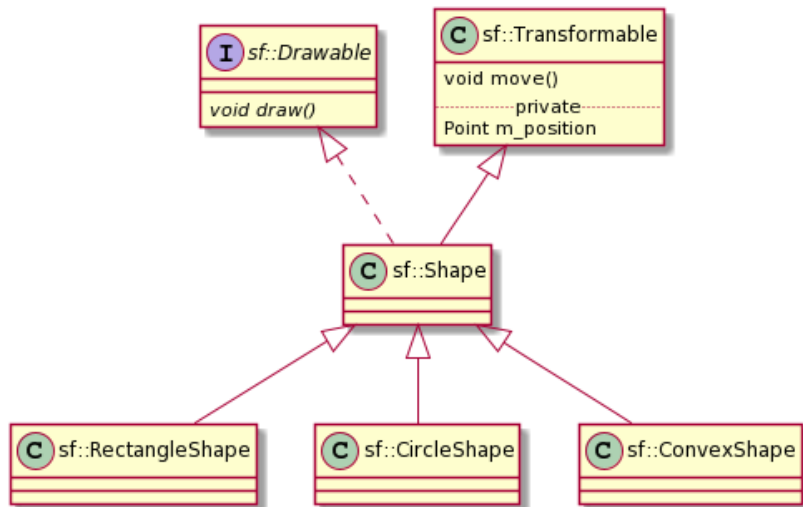 I sf::Drawable
void draw()
C sf::Transformable
void move()
private
Point m_position
C sf::Shape
C sf::RectangleShape
C sf::CircleShape
C sf::ConvexShape